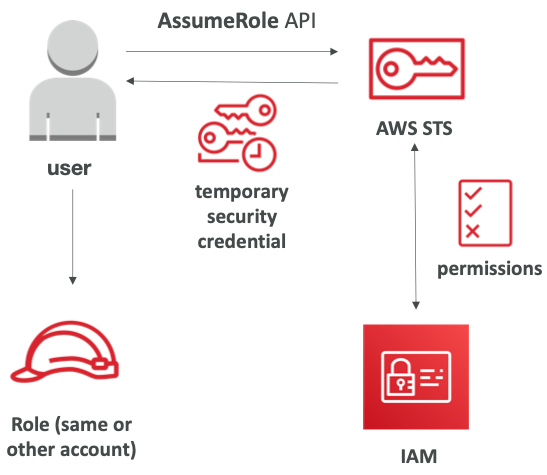 AssumeRole API
AWS STS
user
temporary
security
credential
permissions
Role (same or
other account)
IAM